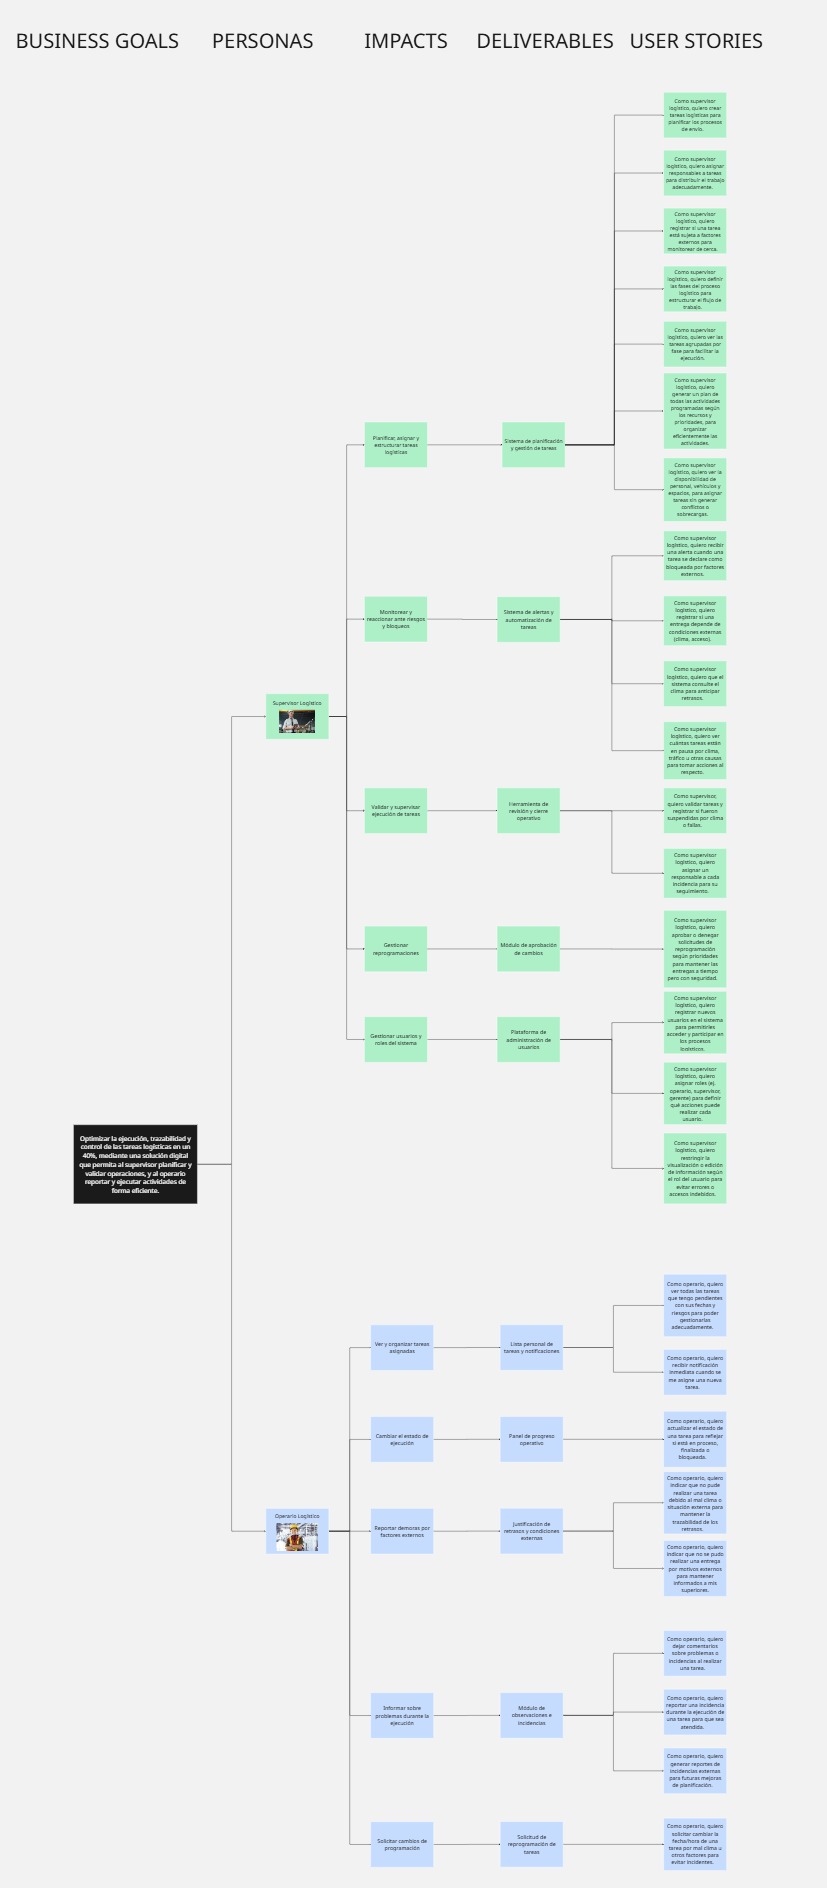 BUSINESS GOALS PERSONAS IMPACTS DELIVERABLES USER STORIES
Optimizar la ejecución, trazabilidad y
control de las tareas logísticas en un
40%, mediante una solución digital
que permita al supervisor planificar y
validar operaciones, y al operario
reportar y ejecutar actividades de
forma eficiente.
Supervisor Logístico
Planificar, asignar y
estructurar tareas
logísticas
Sistema de planificación
y gestión de tareas
Como supervisor
logístico, quiero crear
tareas logísticas para
planificar los procesos
de envío.
Como supervisor
logístico, quiero asignar
responsables a tareas
para distribuir el trabajo
adecuadamente.
Como supervisor
logístico, quiero
registrar si una tarea
está sujeta a factores
externos para
monitorear de cerca.
Como supervisor
logístico, quiero definir
las fases del proceso
logístico para
estructurar el flujo de
trabajo.
Como supervisor
logístico, quiero ver las
tareas agrupadas por
fase para facilitar la
ejecución.
Como supervisor
logístico, quiero
generar un plan de
todas las actividades
programadas según
los recursos y
prioridades, para
organizar
eficientemente las
actividades.
Como supervisor
logístico, quiero ver la
disponibilidad de
personal, vehículos y
espacios, para asignar
tareas sin generar
conflictos o
sobrecargas.
Monitorear y
reaccionar ante riesgos
y bloqueos
Sistema de alertas y
automatización de
tareas
Como supervisor
logístico, quiero recibir
una alerta cuando una
tarea se declare como
bloqueada por factores
externos.
Como supervisor
logístico, quiero
registrar si una
entrega depende de
condiciones externas
(clima, acceso).
Como supervisor
logístico, quiero que el
sistema consulte el
clima para anticipar
retrasos.
Como supervisor
logístico, quiero ver
cuántas tareas están
en pausa por clima,
tráfico u otras causas
para tomar acciones al
respecto.
Validar y supervisar
ejecución de tareas
Herramienta de
revisión y cierre
operativo
Como supervisor,
quiero validar tareas y
registrar si fueron
suspendidas por clima
o fallas.
Como supervisor
logístico, quiero
asignar un
responsable a cada
incidencia para su
seguimiento.
Gestionar
reprogramaciones
Módulo de aprobación
de cambios
Como supervisor
logístico, quiero
aprobar o denegar
solicitudes de
reprogramación
según prioridades
para mantener las
entregas a tiempo
pero con seguridad.
Gestionar usuarios y
roles del sistema
Plataforma de
administración de
usuarios
Como supervisor
logístico, quiero
registrar nuevos
usuarios en el sistema
para permitirles
acceder y participar en
los procesos
logísticos.
Como supervisor
logístico, quiero
asignar roles (ej.
operario, supervisor,
gerente) para definir
qué acciones puede
realizar cada
usuario.
Como supervisor
logístico, quiero
restringir la
visualización o edición
de información según
el rol del usuario para
evitar errores o
accesos indebidos.
Operario Logístico
Ver y organizar tareas
asignadas
Lista personal de
tareas y notificaciones
Como operario, quiero
ver todas las tareas
que tengo pendientes
con sus fechas y
riesgos para poder
gestionarlas
adecuadamente.
Como operario, quiero
recibir notificación
inmediata cuando se
me asigne una nueva
tarea.
Cambiar el estado de
ejecución
Panel de progreso
operativo
Como operario, quiero
actualizar el estado de
una tarea para reflejar
si está en proceso,
finalizada o
bloqueada.
Reportar demoras por
factores externos
Justificación de
retrasos y condiciones
externas
Como operario, quiero
indicar que no pude
realizar una tarea
debido al mal clima o
situación externa para
mantener la
trazabilidad de los
retrasos.
Como operario, quiero
indicar que no se pudo
realizar una entrega
por motivos externos
para mantener
informados a mis
superiores.
Informar sobre
problemas durante la
ejecución
Módulo de
observaciones e
incidencias
Como operario, quiero
dejar comentarios
sobre problemas o
incidencias al realizar
una tarea.
Como operario, quiero
reportar una incidencia
durante la ejecución de
una tarea para que sea
atendida.
Como operario, quiero
generar reportes de
incidencias externas
para futuras mejoras
de planificación.
Solicitar cambios de
programación
Solicitud de
reprogramación de
tareas
Como operario, quiero
solicitar cambiar la
fecha/hora de una
tarea por mal clima u
otros factores para
evitar incidentes.